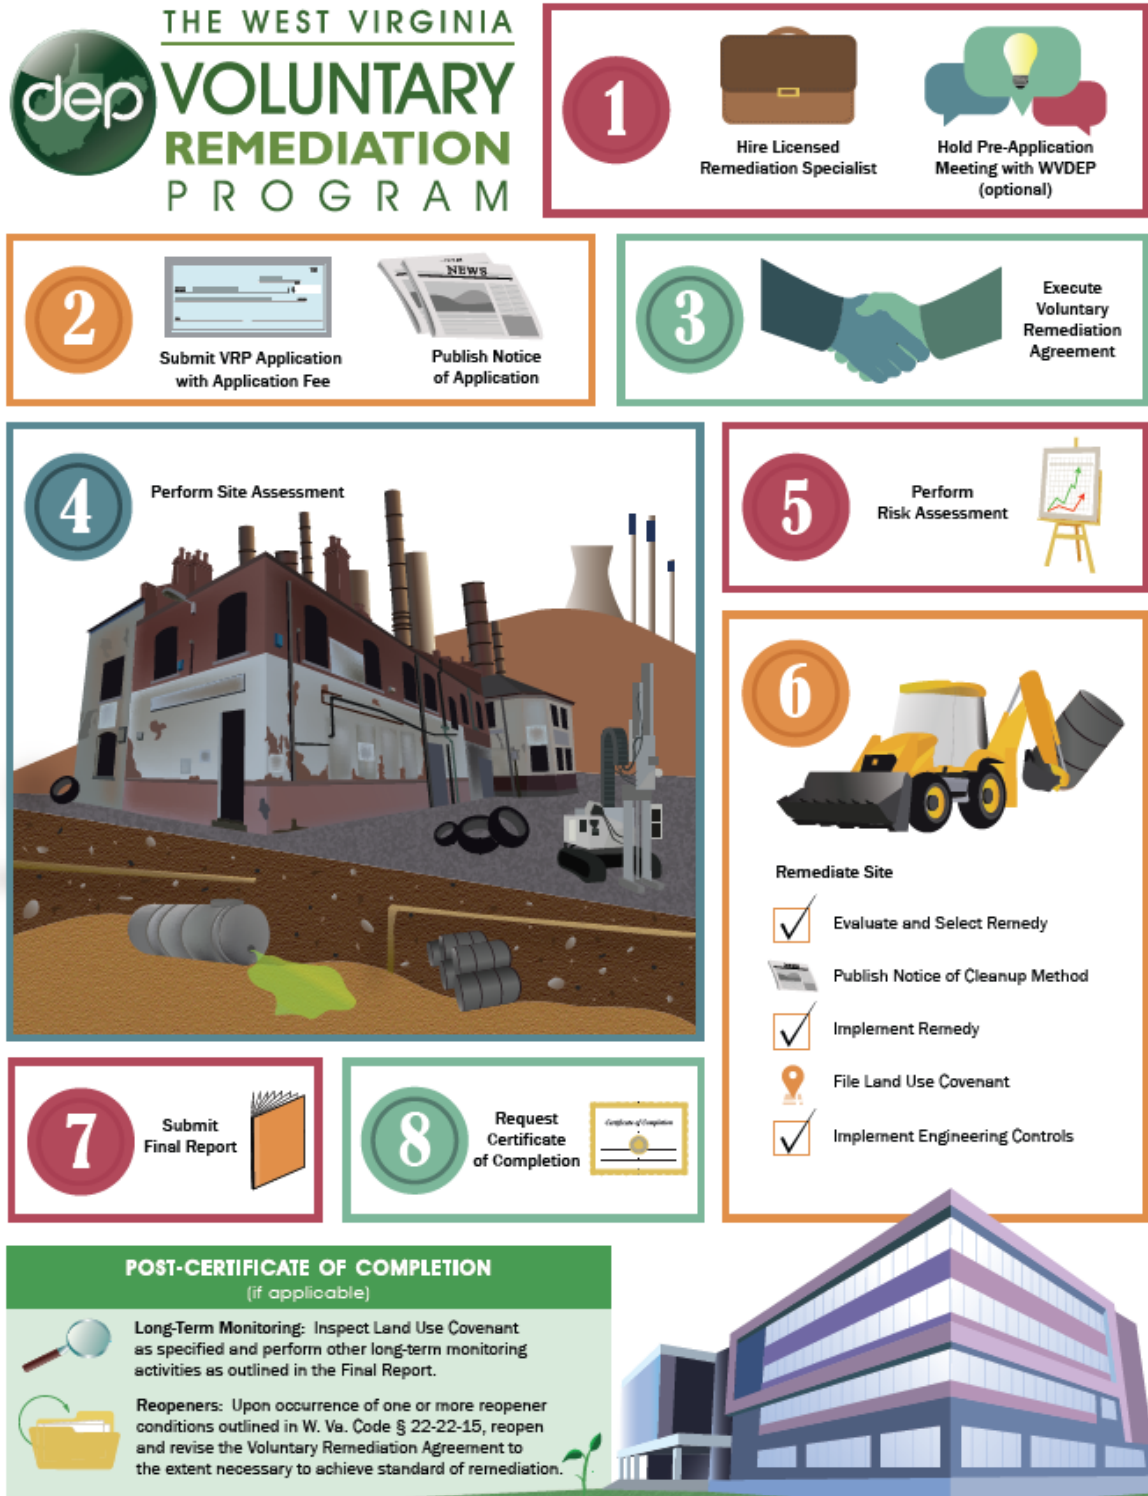 THE WEST VIRGINIA
dep
VOLUNTARY
REMEDIATION
PROGRAM
1
Hire Licensed
Remediation Specialist
Hold Pre-Application
Meeting with WVDEP
(optional)
2
Submit VRP Application
with Application Fee
NEWS
Publish Notice
of Application
3
Execute
Voluntary
Remediation
Agreement
4
Perform Site Assessment
5
Perform
Risk Assessment
6
Remediate Site
Evaluate and Select Remedy
Publish Notice of Cleanup Method
Implement Remedy
File Land Use Covenant
Implement Engineering Controls
7
Submit
Final Report
8
Request
Certificate
of Completion
Certificate of Completion
POST-CERTIFICATE OF COMPLETION
(if applicable)
Long-Term Monitoring: Inspect Land Use Covenant
as specified and perform other long-term monitoring
activities as outlined in the Final Report.
Reopeners: Upon occurrence of one or more reopener
conditions outlined in W. Va. Code § 22-22-15, reopen
and revise the Voluntary Remediation Agreement to
the extent necessary to achieve standard of remediation.